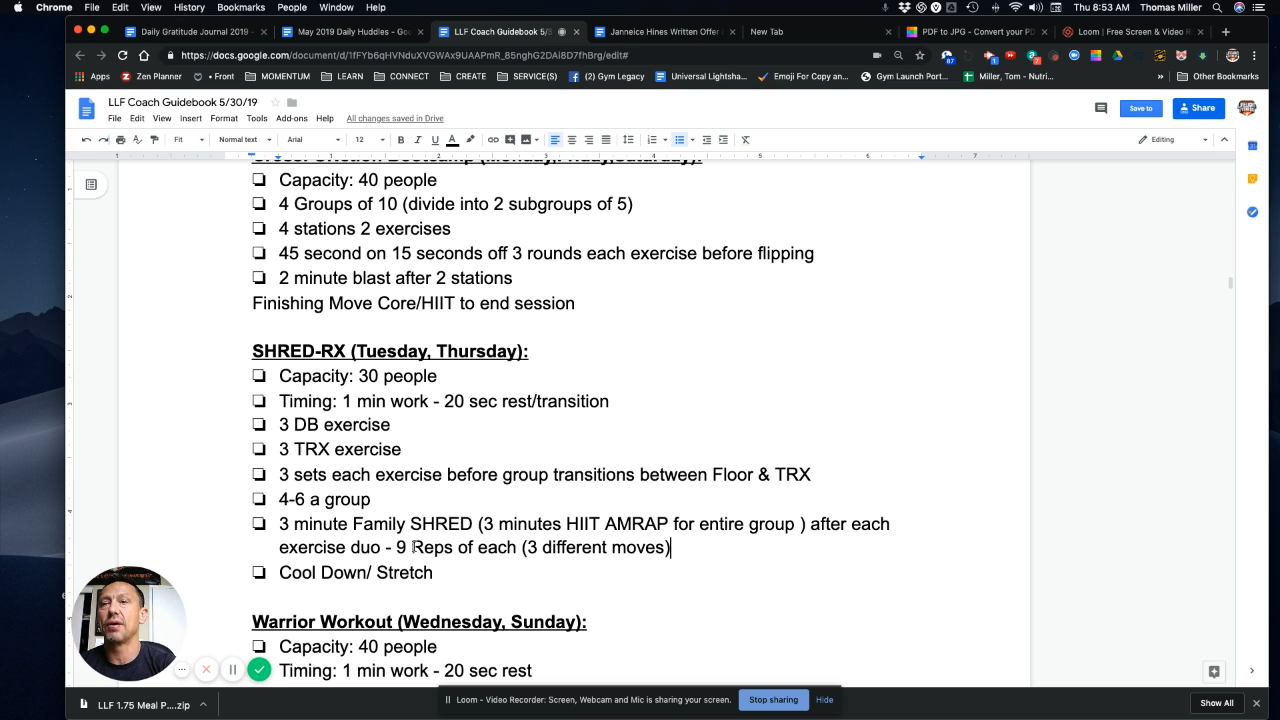 Chrome File Edit View History Bookmarks People Window Help Thu 8:53 AM Thomas Miller
Daily Gratitude Journal 2019 - May 2019 Daily Huddles - Go LLF Coach Guidebook 5/3 Janneice Hines Written Offer New Tab PDF to JPG - Convert your PD Loom | Free Screen & Video R
https://docs.google.com/document/d/
Apps Zen Planner • Front MOMENTUM LEARN CONNECT CREATE SERVICE(S) (2) Gym Legacy Universal Lightsha... Emoji For Copy an... Gym Launch Port... Miller, Tom - Nutri... » Other Bookmarks
LLF Coach Guidebook 5/30/19
File Edit View Insert Format Tools Add-ons Help All changes saved in Drive
Save to Share
Fit Normal text Arial 12 Editing
1 1 2 3 4 5 6 7
Bootcamp (Monday,Friday,Saturday):
❏ Capacity: 40 people
❏ 4 Groups of 10 (divide into 2 subgroups of 5)
❏ 4 stations 2 exercises
❏ 45 second on 15 seconds off 3 rounds each exercise before flipping
❏ 2 minute blast after 2 stations
Finishing Move Core/HIIT to end session
SHRED-RX (Tuesday, Thursday):
❏ Capacity: 30 people
❏ Timing: 1 min work - 20 sec rest/transition
❏ 3 DB exercise
❏ 3 TRX exercise
❏ 3 sets each exercise before group transitions between Floor & TRX
❏ 4-6 a group
❏ 3 minute Family SHRED (3 minutes HIIT AMRAP for entire group ) after each
exercise duo - 9 Reps of each (3 different moves)
❏ Cool Down/ Stretch
Warrior Workout (Wednesday, Sunday):
❏ Capacity: 40 people
Timing: 1 min work - 20 sec rest
Loom - Video Recorder: Screen, Webcam and Mic is sharing your screen. Stop sharing Hide
LLF 1.75 Meal P....zip Show All